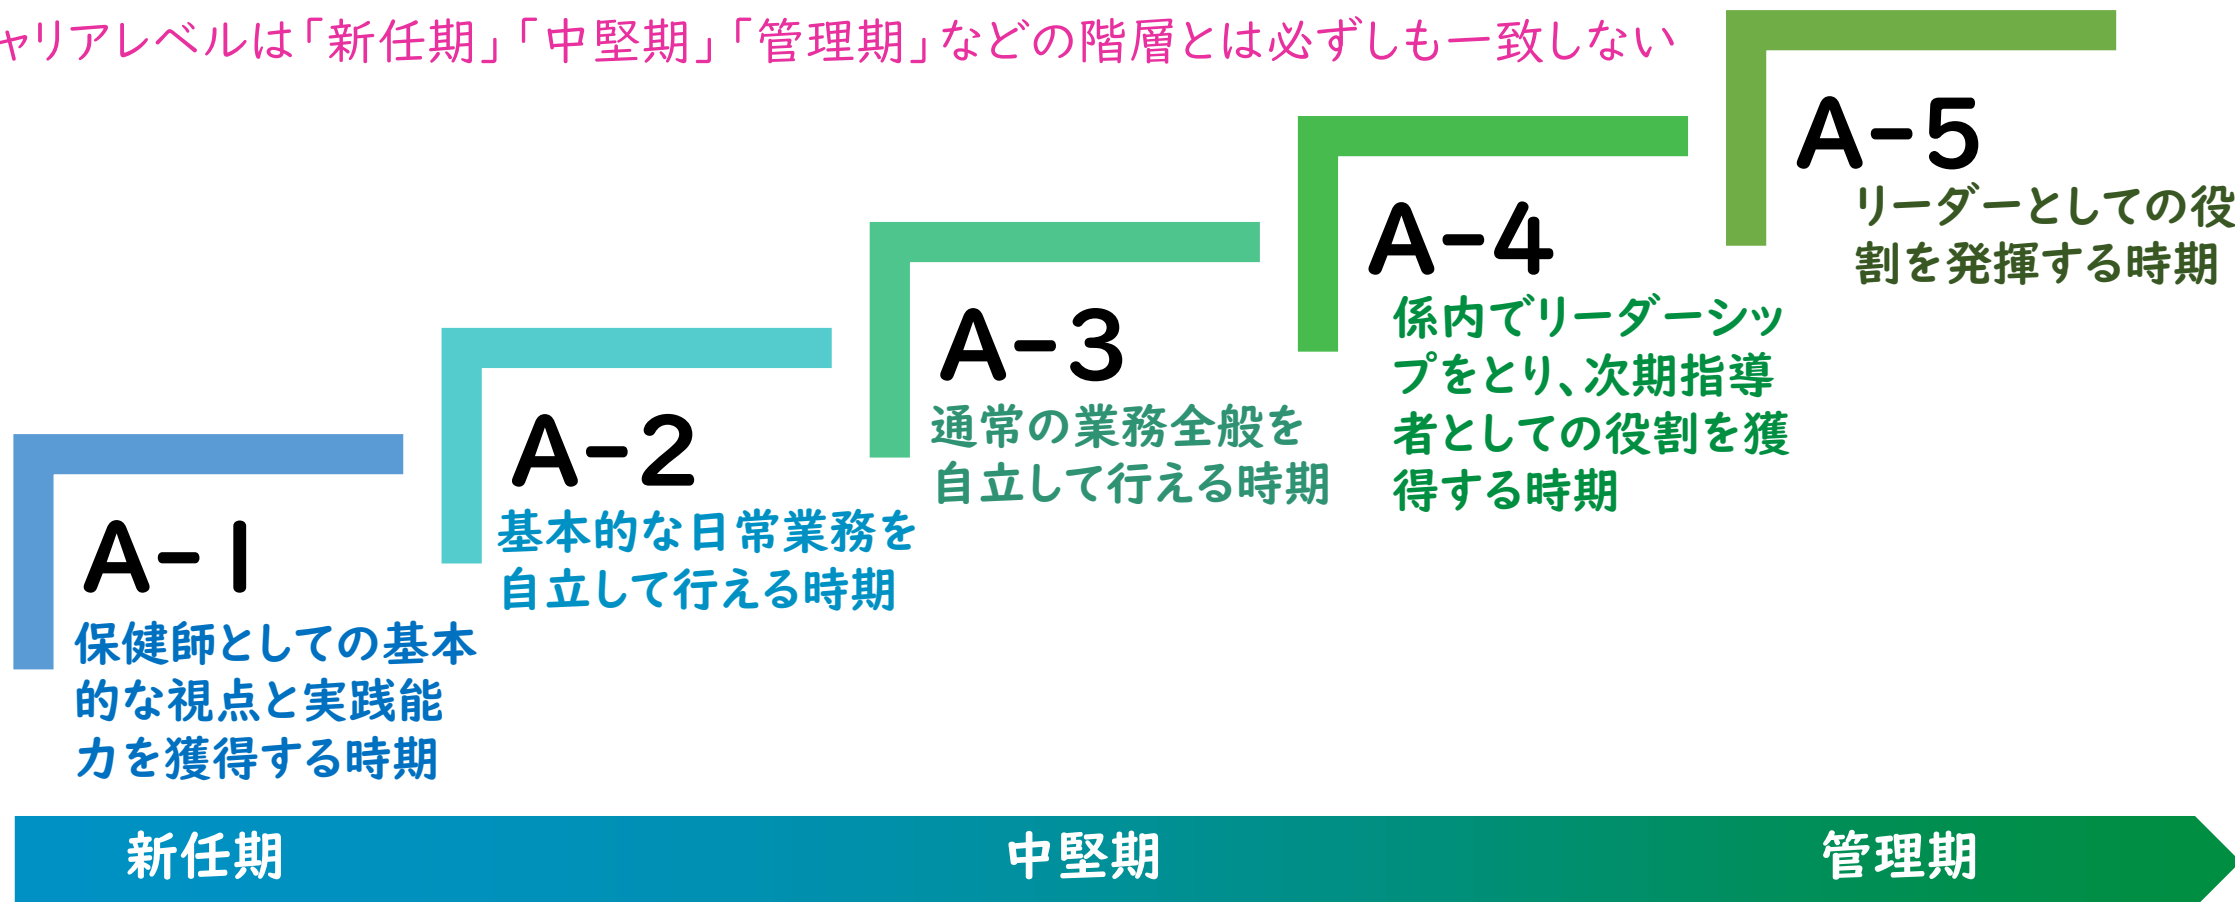 ャリアレベルは「新任期」「中堅期」「管理期」などの階層とは必ずしも一致しない
A-5
リーダーとしての役
割を発揮する時期
A-4
係内でリーダーシッ
プをとり、次期指導
者としての役割を獲
得する時期
A-3
通常の業務全般を
自立して行える時期
A-2
基本的な日常業務を
自立して行える時期
A-1
保健師としての基本
的な視点と実践能
力を獲得する時期
新任期
中堅期
管理期